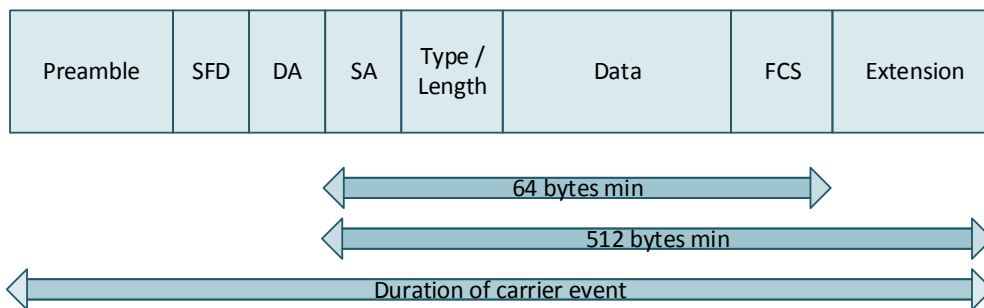 Preamble
SFD
DA
SA
Type /
Length
Data
FCS
Extension
64 bytes min
512 bytes min
Duration of carrier event